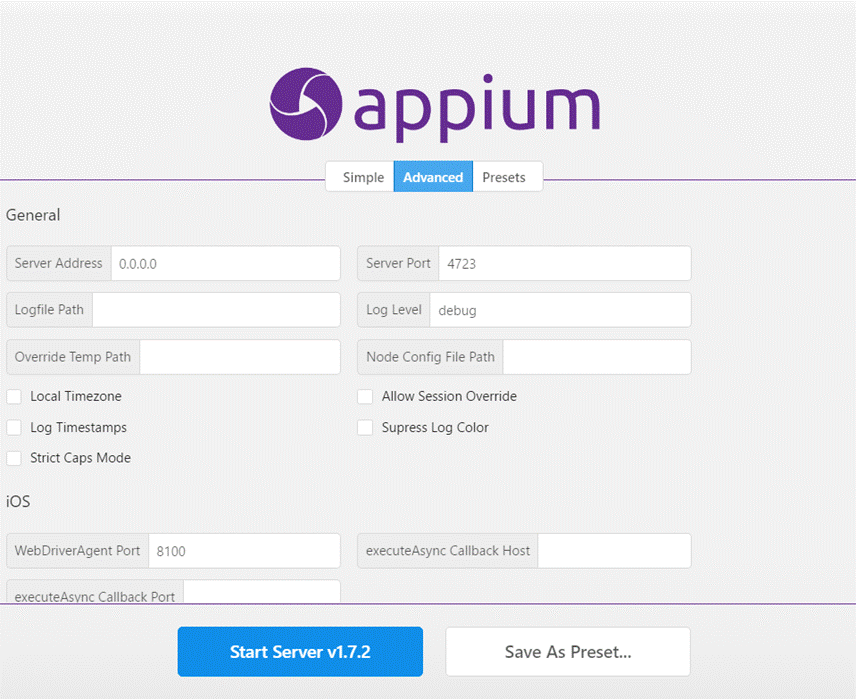 appium
Simple Advanced Presets
General
Server Address 0.0.0.0 Server Port 4723
Logfile Path Log Level debug
Override Temp Path Node Config File Path
Local Timezone Allow Session Override
Log Timestamps Supress Log Color
Strict Caps Mode
iOS
WebDriverAgent Port 8100 executeAsync Callback Host
executeAsync Callback Port
Start Server v1.7.2 Save As Preset...